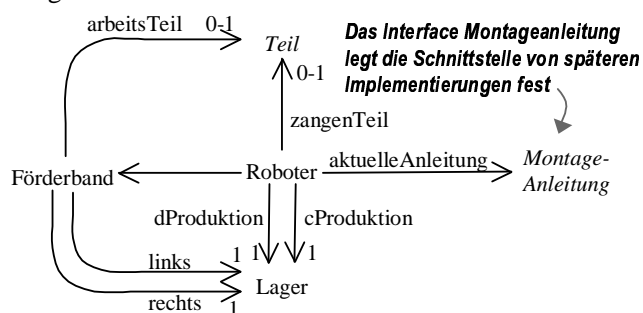 arbeitsTeil 0-1
Teil
Das Interface Montageanleitung
legt die Schnittstelle von späteren
Implementierungen fest
0-1
zangenTeil
Förderband
Roboter
aktuelleAnleitung
Montage-
Anleitung
dProduktion
cProduktion
links
1
1
1
Lager
rechts
1